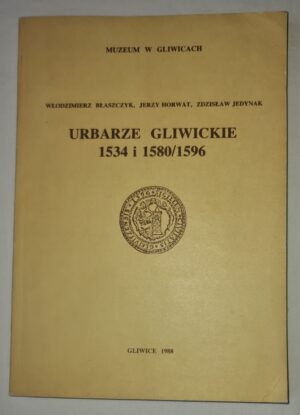 MUZEUM W GLIWICACH
WŁODZIMIERZ BŁASZCZYK, JERZY HORWAT, ZDZISŁAW JEDYNAK
URBARZE GLIWICKIE
1534 i 1580/1596
GLIWICE 1988